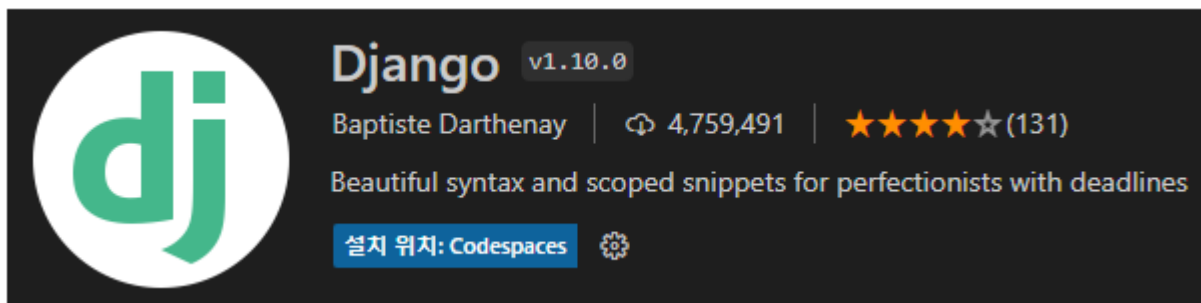 dj
Django v1.10.0
Baptiste Darthenay 4,759,491 (131)
Beautiful syntax and scoped snippets for perfectionists with deadlines
설치 위치: Codespaces